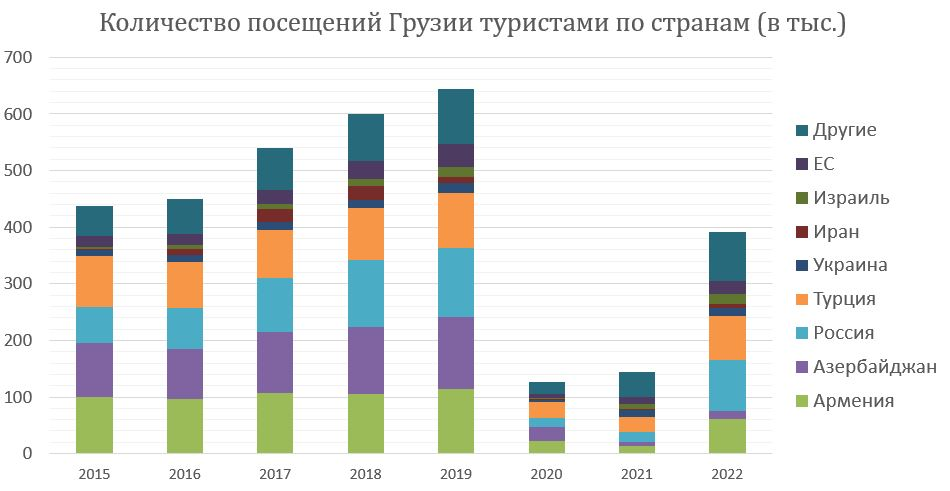 Количество посещений Грузии туристами по странам (в тыс.)
700
600
500
400
300
200
100
0
2015 2016 2017 2018 2019 2020 2021 2022
Другие
ЕС
Израиль
Иран
Украина
Турция
Россия
Азербайджан
Армения